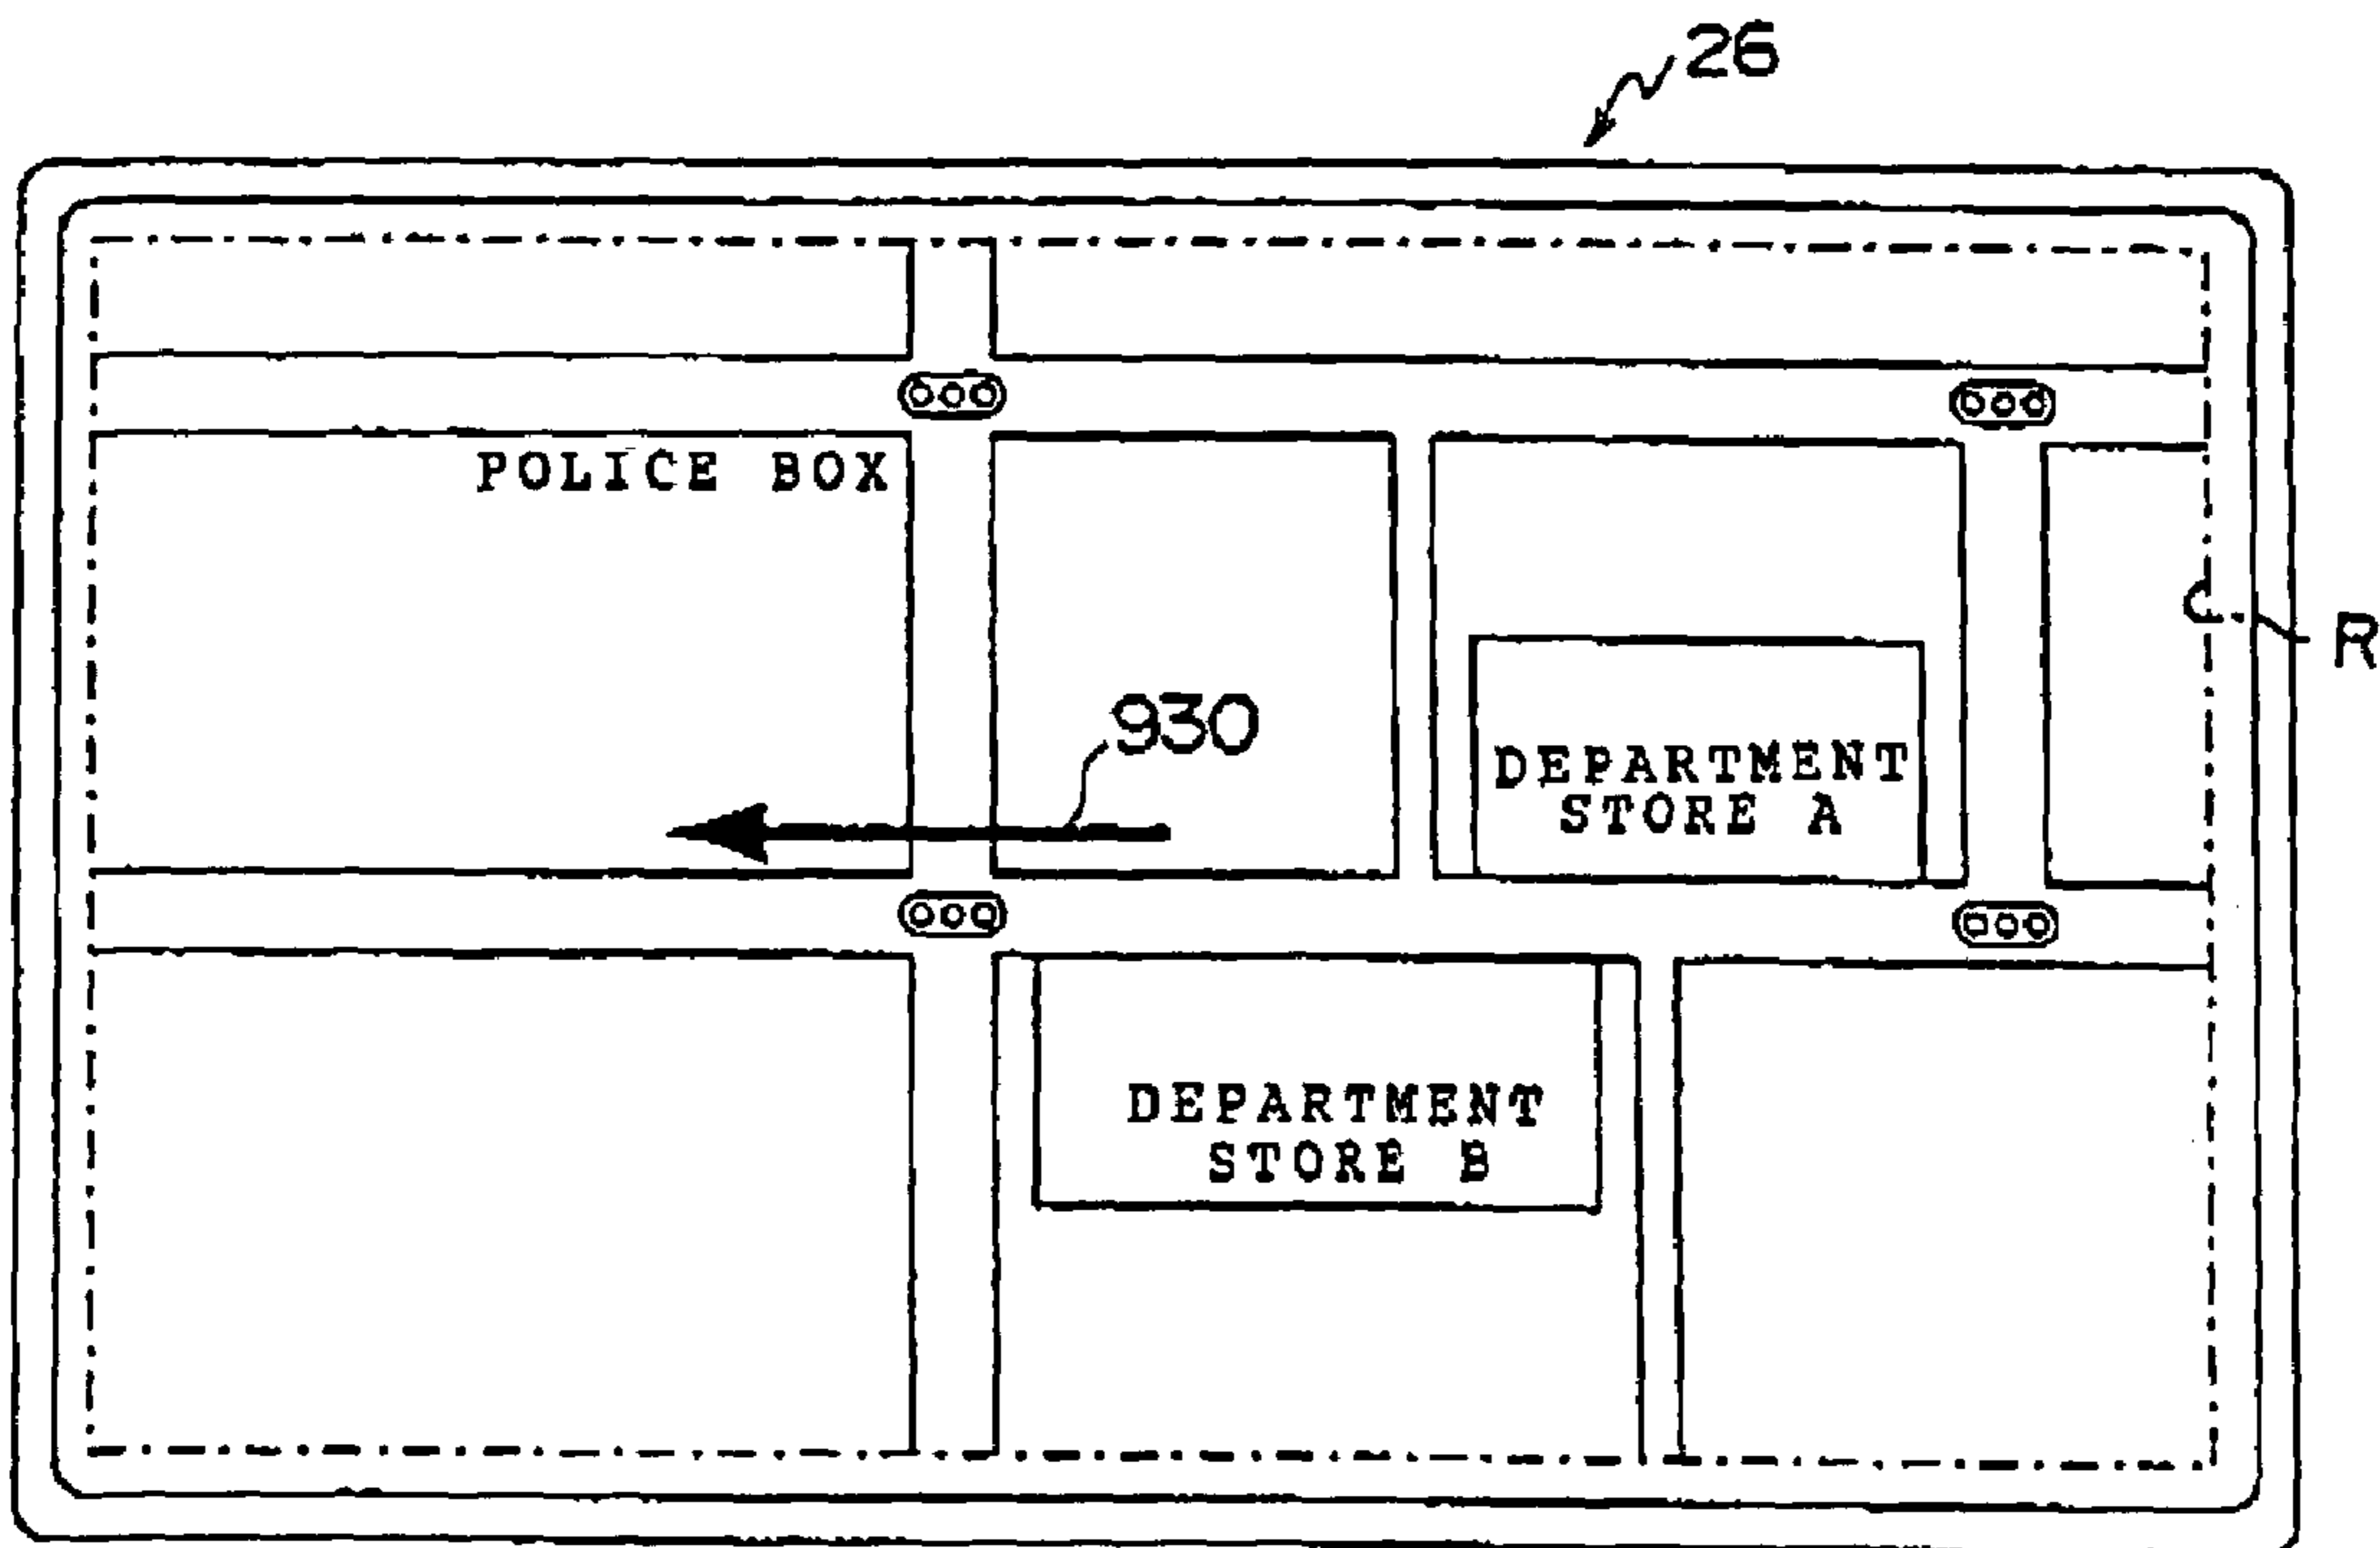 26
POLICE BOX
R
930
DEPARTMENT
STORE A
DEPARTMENT
STORE B